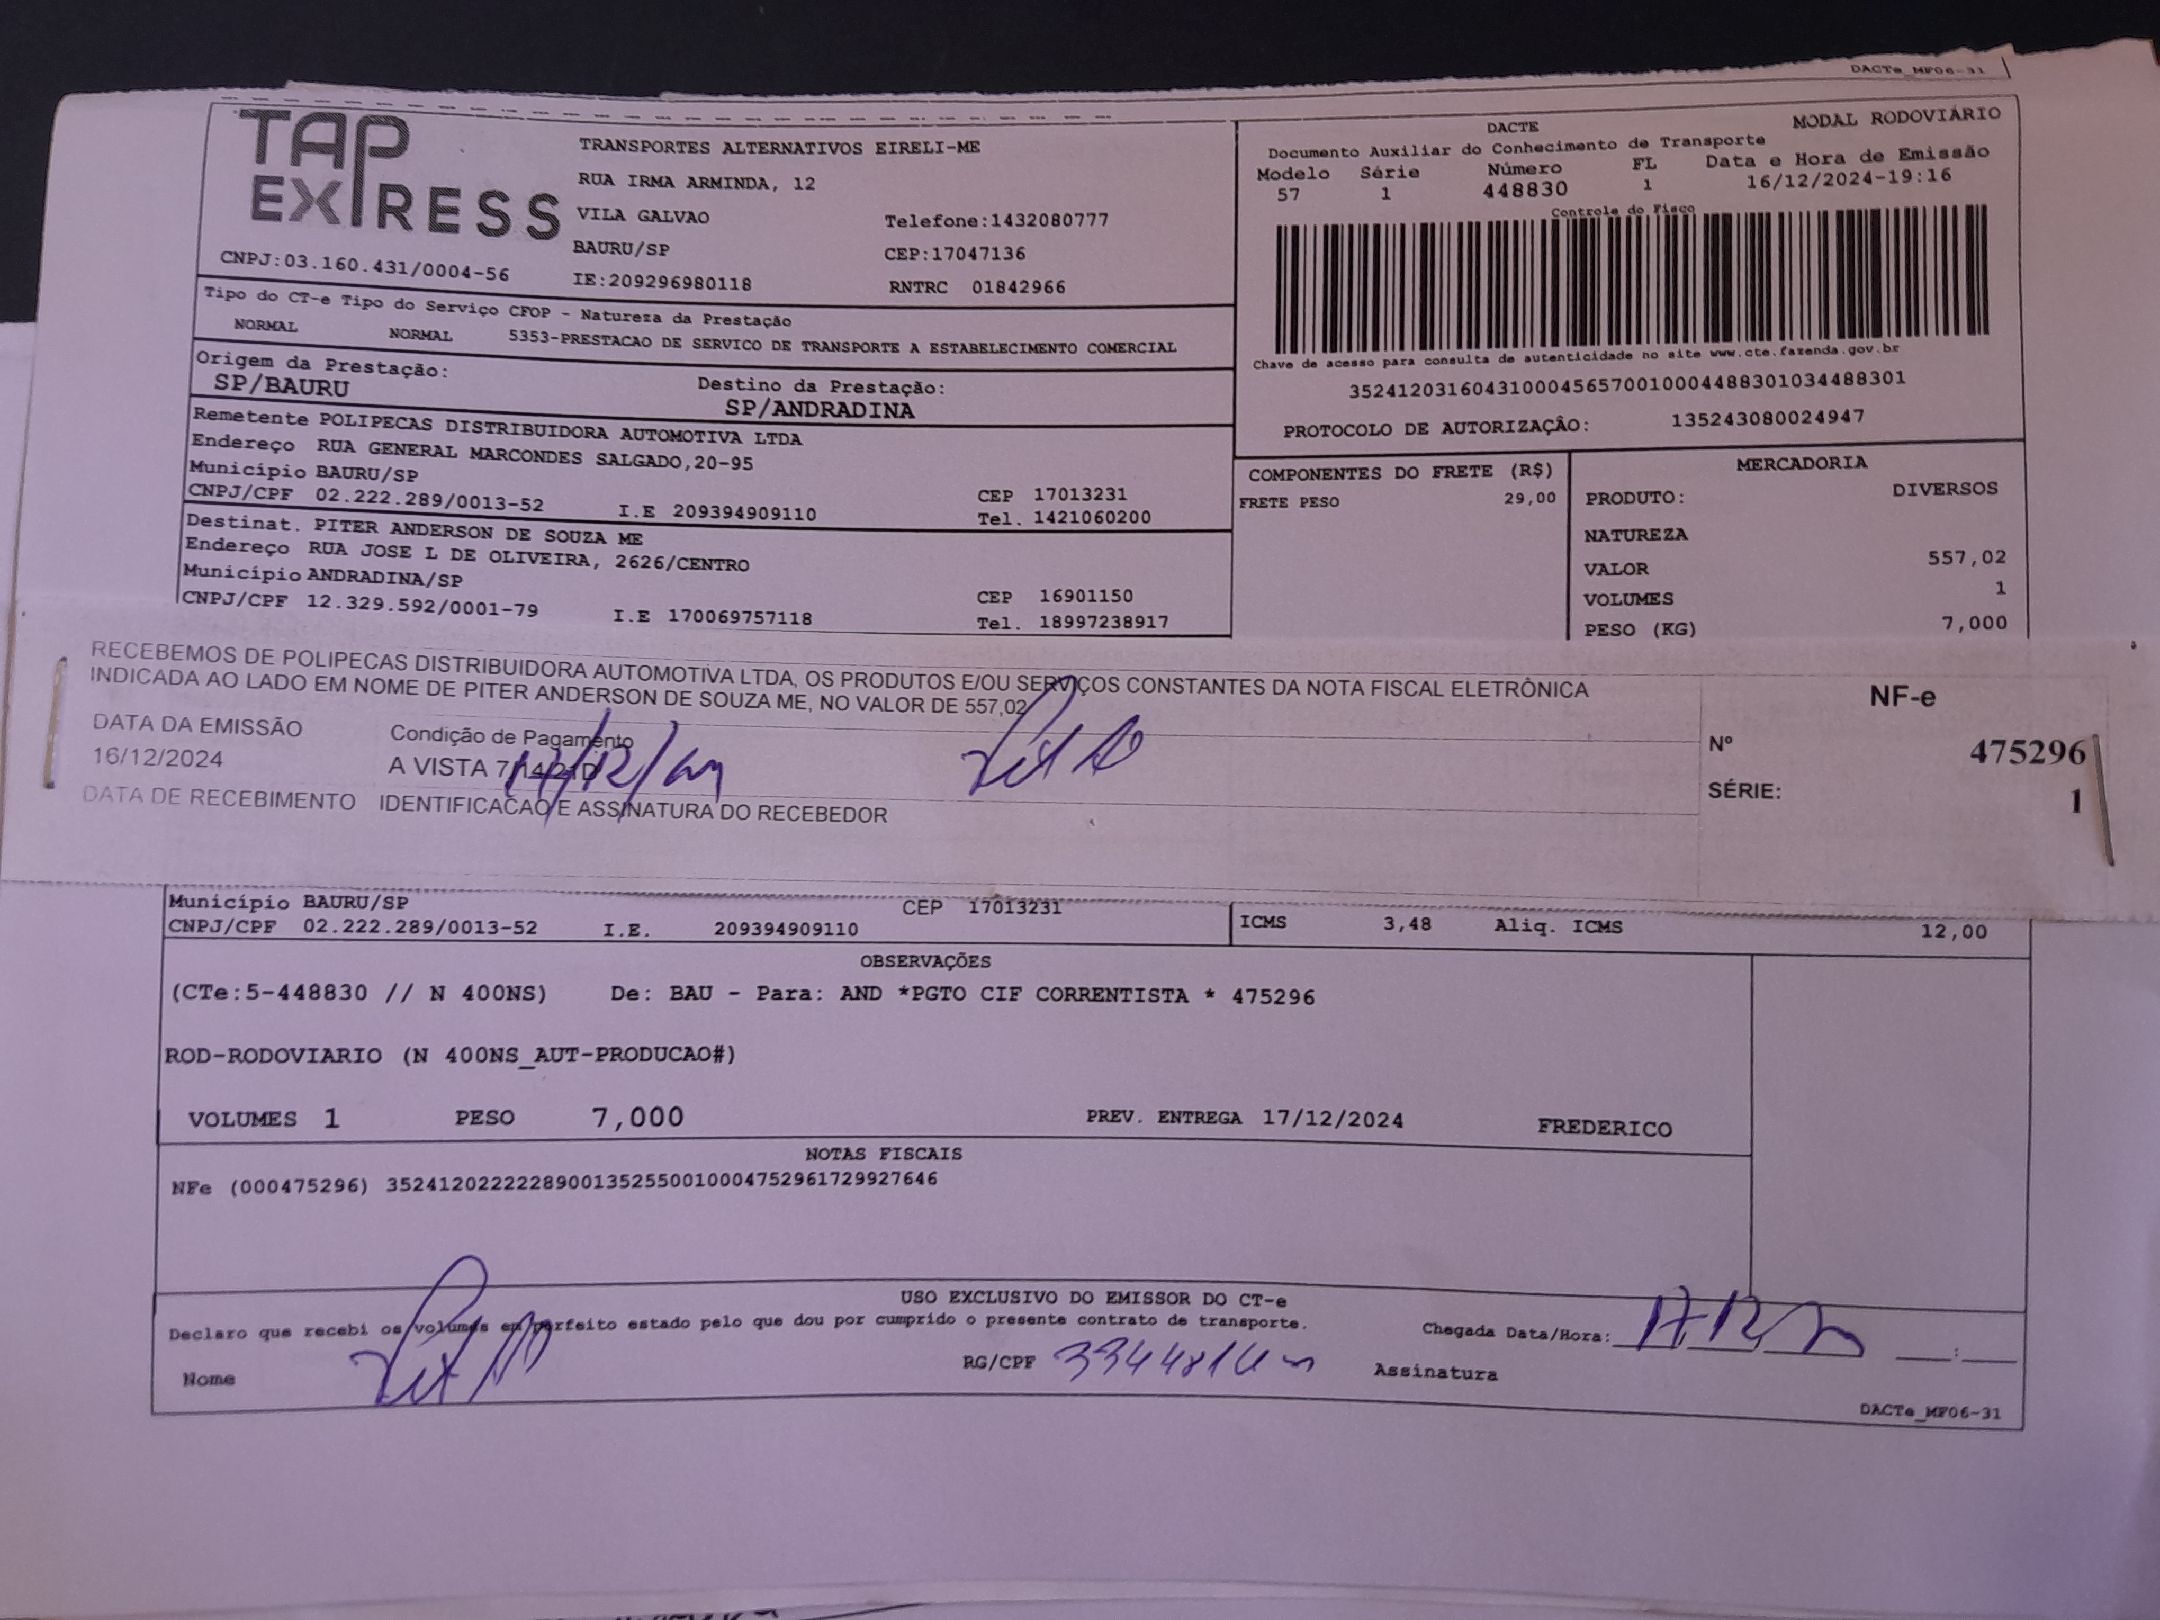 DACTe_MF06-31
TAP EXPRESS
TRANSPORTES ALTERNATIVOS EIRELI-ME
RUA IRMA ARMINDA, 12
VILA GALVAO Telefone:1432080777
BAURU/SP CEP:17047136
CNPJ:03.160.431/0004-56 IE:209296980118 RNTRC 01842966
DACTE MODAL RODOVIÁRIO
Documento Auxiliar do Conhecimento de Transporte
Modelo Série Número FL Data e Hora de Emissão
57 1 448830 1 16/12/2024-19:16
Controle do Fisco
Chave de acesso para consulta de autenticidade no site www.cte.fazenda.gov.br
35241203160431000456570010004488301034488301
PROTOCOLO DE AUTORIZAÇÂO: 135243080024947
Tipo do CT-e Tipo do Serviço CFOP - Natureza da Prestação
NORMAL NORMAL 5353-PRESTACAO DE SERVICO DE TRANSPORTE A ESTABELECIMENTO COMERCIAL
Origem da Prestação: Destino da Prestação:
SP/BAURU SP/ANDRADINA
Remetente POLIPECAS DISTRIBUIDORA AUTOMOTIVA LTDA
Endereço RUA GENERAL MARCONDES SALGADO,20-95
Município BAURU/SP CEP 17013231
CNPJ/CPF 02.222.289/0013-52 I.E 209394909110 Tel. 1421060200
Destinat. PITER ANDERSON DE SOUZA ME
Endereço RUA JOSE L DE OLIVEIRA, 2626/CENTRO
Município ANDRADINA/SP CEP 16901150
CNPJ/CPF 12.329.592/0001-79 I.E 170069757118 Tel. 18997238917
COMPONENTES DO FRETE (R$)
FRETE PESO 29,00
MERCADORIA
PRODUTO: DIVERSOS
NATUREZA
VALOR 557,02
VOLUMES 1
PESO (KG) 7,000
RECEBEMOS DE POLIPECAS DISTRIBUIDORA AUTOMOTIVA LTDA, OS PRODUTOS E/OU SERVIÇOS CONSTANTES DA NOTA FISCAL ELETRÔNICA
INDICADA AO LADO EM NOME DE PITER ANDERSON DE SOUZA ME, NO VALOR DE 557,02
DATA DA EMISSÃO Condição de Pagamento
16/12/2024 A VISTA 7/14/21D
DATA DE RECEBIMENTO IDENTIFICACAO E ASSINATURA DO RECEBEDOR
NF-e
Nº 475296
SÉRIE: 1
Município BAURU/SP CEP 17013231
CNPJ/CPF 02.222.289/0013-52 I.E. 209394909110
ICMS 3,48 Aliq. ICMS 12,00
OBSERVAÇÕES
(CTe:5-448830 // N 400NS) De: BAU - Para: AND *PGTO CIF CORRENTISTA * 475296
ROD-RODOVIARIO (N 400NS_AUT-PRODUCAO#)
VOLUMES 1 PESO 7,000 PREV. ENTREGA 17/12/2024 FREDERICO
NOTAS FISCAIS
NFe (000475296) 35241202222289001352550010004752961729927646
USO EXCLUSIVO DO EMISSOR DO CT-e
Declaro que recebi os volumes em perfeito estado pelo que dou por cumprido o presente contrato de transporte. Chegada Data/Hora:
Nome RG/CPF Assinatura
DACTe_MF06-31